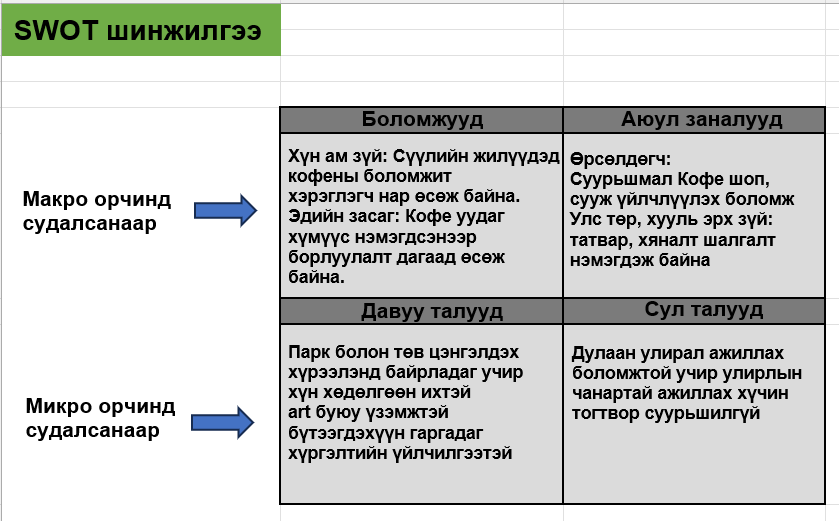 SWOT шинжилгээ
Боломжууд
Аюул заналууд
Макро орчинд
судалсанаар
Хүн ам зүй: Сүүлийн жилүүдэд
кофены боломжит
хэрэглэгч нар өсөж байна.
Эдийн засаг: Кофе уудаг
хүмүүс нэмэгдсэнээр
борлуулалт дагаад өсөж
байна.
Өрсөлдөгч:
Суурьшмал Кофе шоп,
сууж үйлчлүүлэх боломж
Улс төр, хууль эрх зүй:
татвар, хяналт шалгалт
нэмэгдэж байна
Давуу талууд
Сул талууд
Микро орчинд
судалсанаар
Парк болон төв цэнгэлдэх
хүрээлэнд байрладаг учир
хүн хөдөлгөөн ихтэй
art буюу үзэмжтэй
бүтээгдэхүүн гаргадаг
хүргэлтийн үйлчилгээтэй
Дулаан улирал ажиллах
боломжтой учир улирлын
чанартай ажиллах хүчин
тогтвор суурьшилгүй